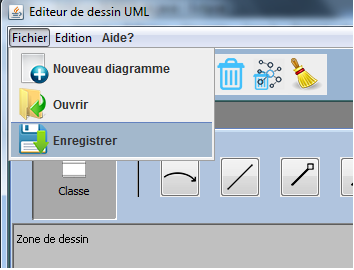 Editeur de dessin UML
Fichier Edition Aide?
Nouveau diagramme
Ouvrir
Enregistrer
Classe
Zone de dessin